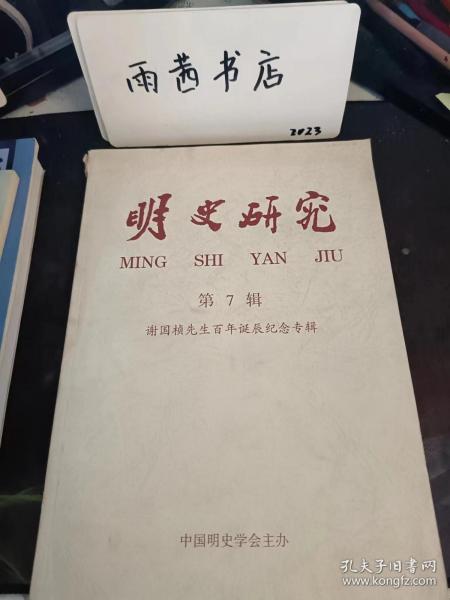 雨茜书店
2023
明史研究
MING SHI YAN JIU
第 7 辑
谢国桢先生百年诞辰纪念专辑
中国明史学会主办
孔夫子旧书网
www.kongfz.com